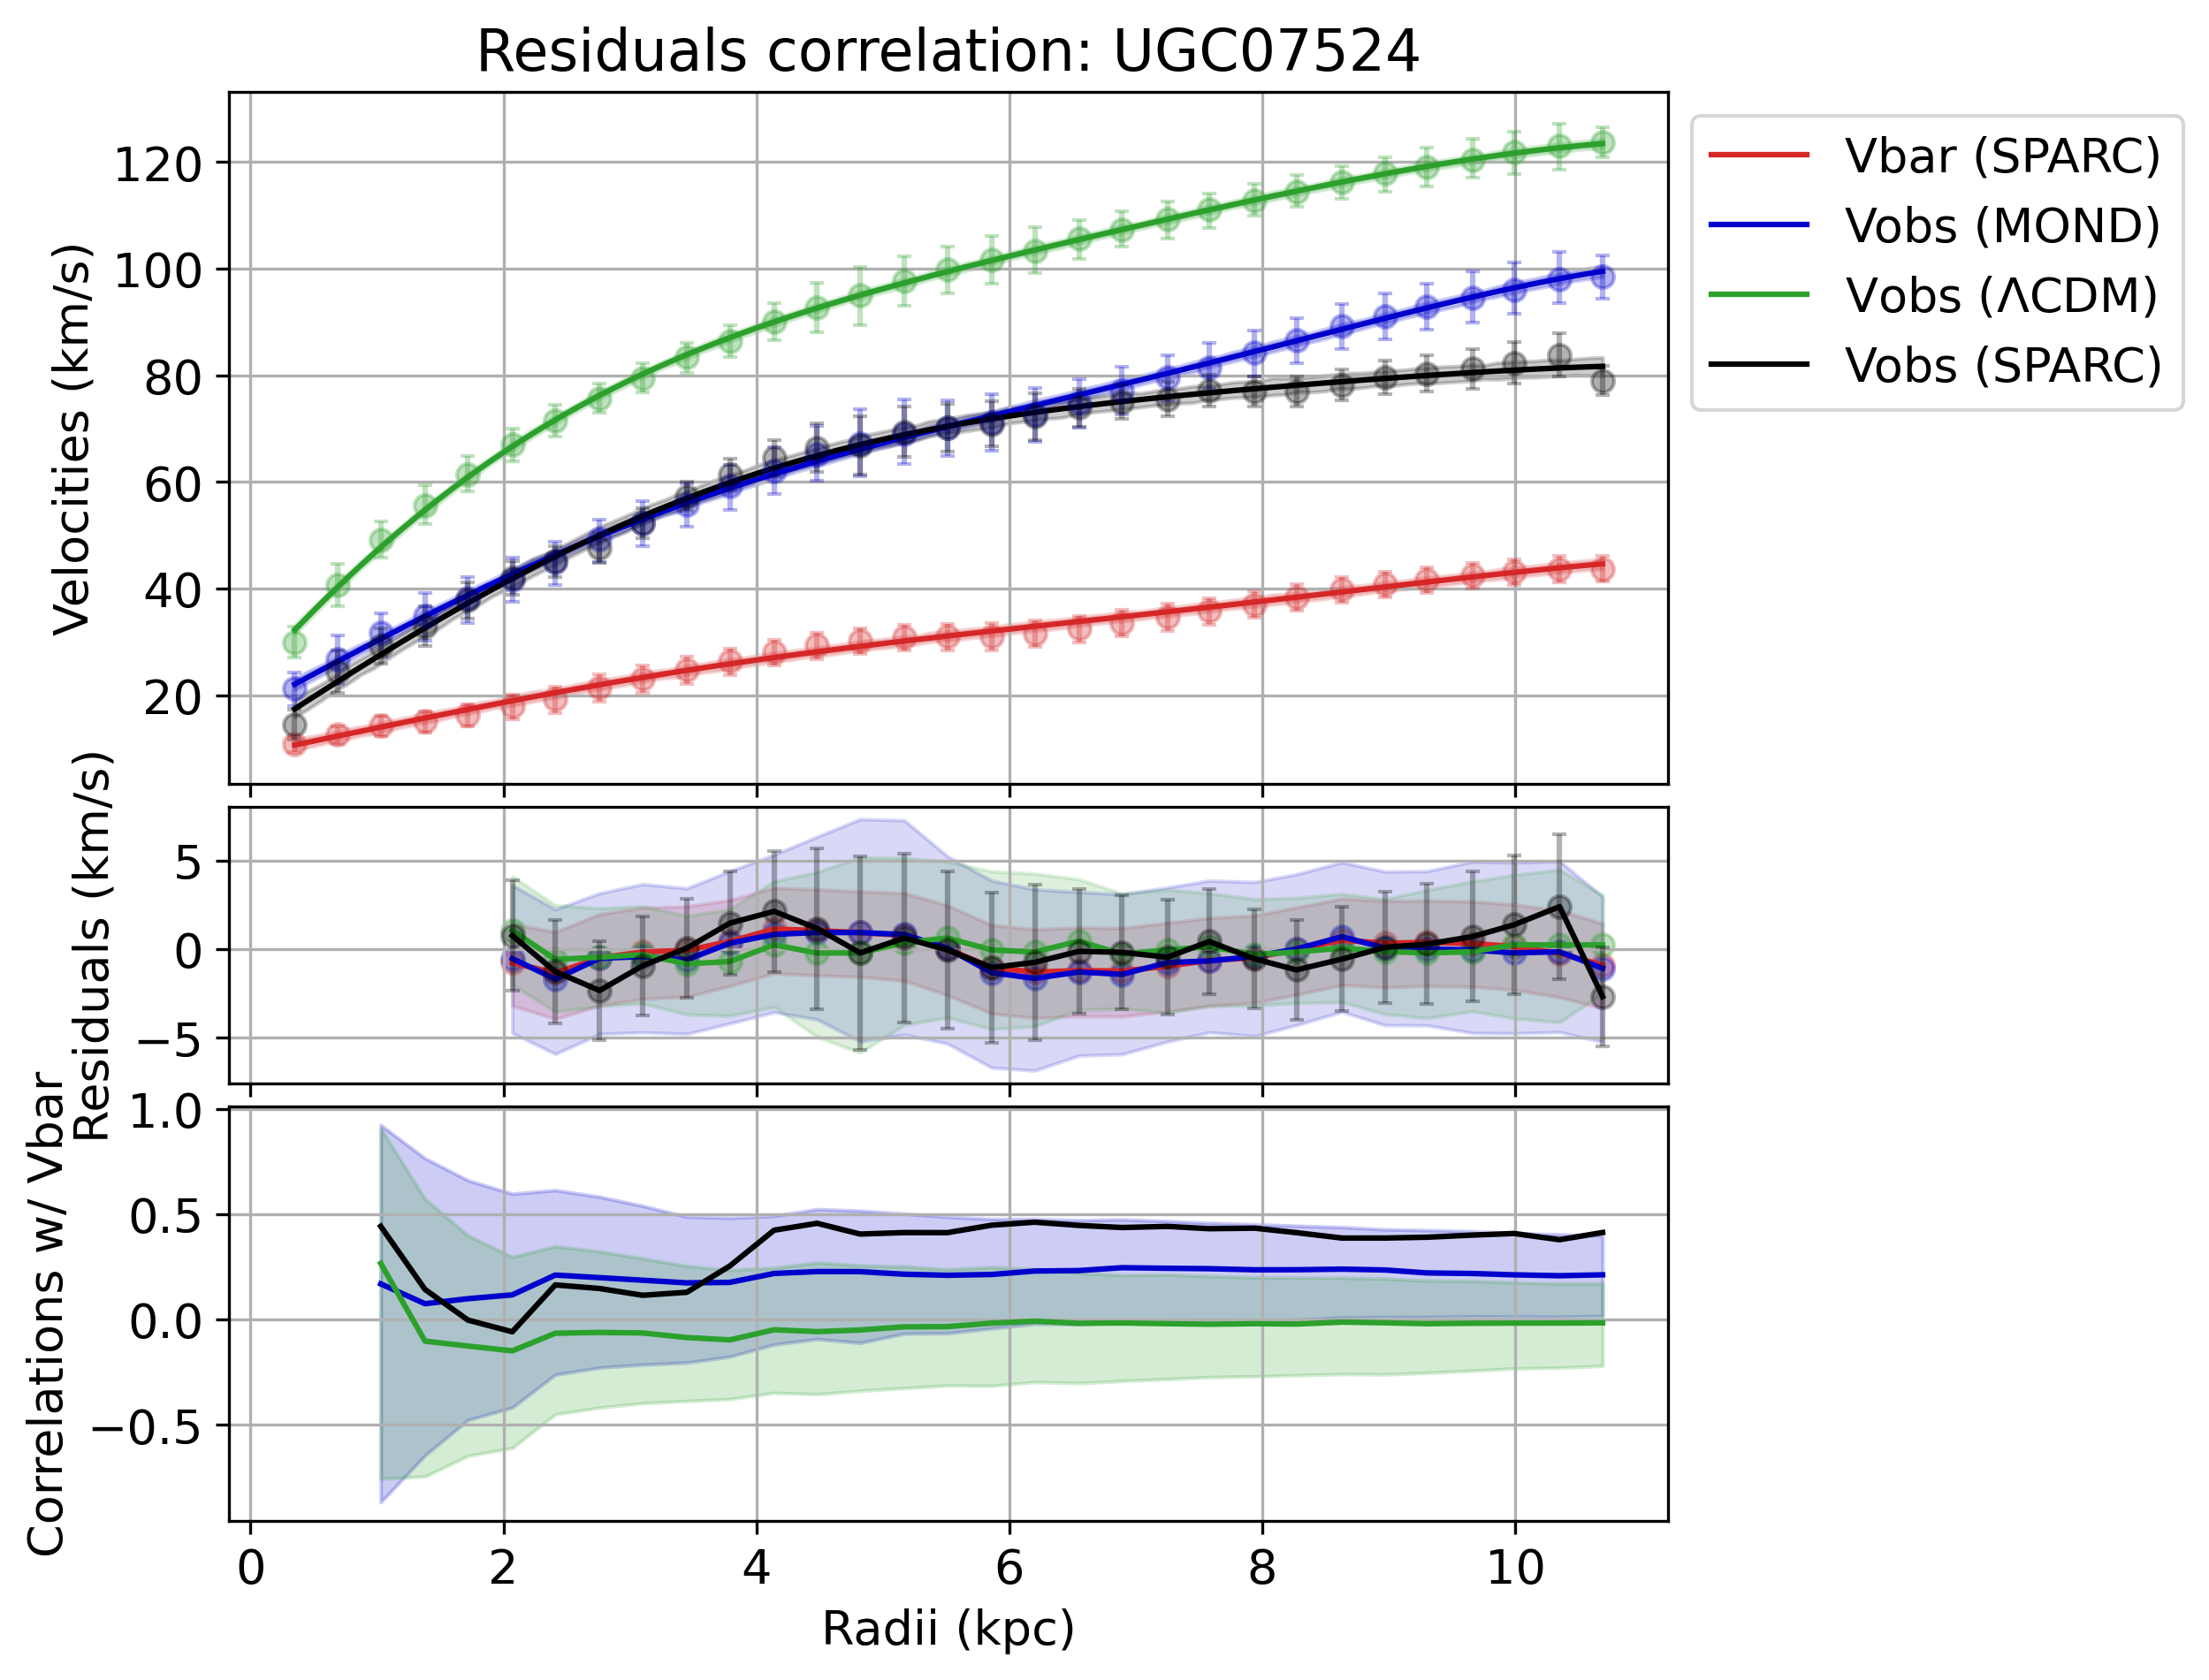 Residuals correlation: UGC07524
Velocities (km/s)
120
100
80
60
40
20
Vbar (SPARC)
Vobs (MOND)
Vobs (ΛCDM)
Vobs (SPARC)
Residuals (km/s)
5
0
−5
Correlations w/ Vbar
1.0
0.5
0.0
−0.5
0 2 4 6 8 10
Radii (kpc)